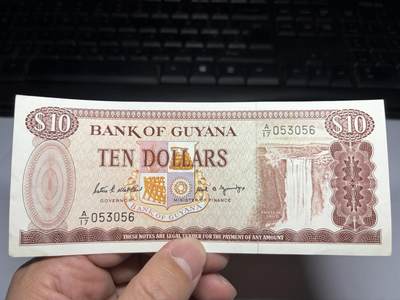 $10 BANK OF GUYANA A/17 053056 $10
TEN DOLLARS
GOVERNOR MINISTER OF FINANCE
A/17 053056
BANK OF GUYANA
THESE NOTES ARE LEGAL TENDER FOR THE PAYMENT OF ANY AMOUNT